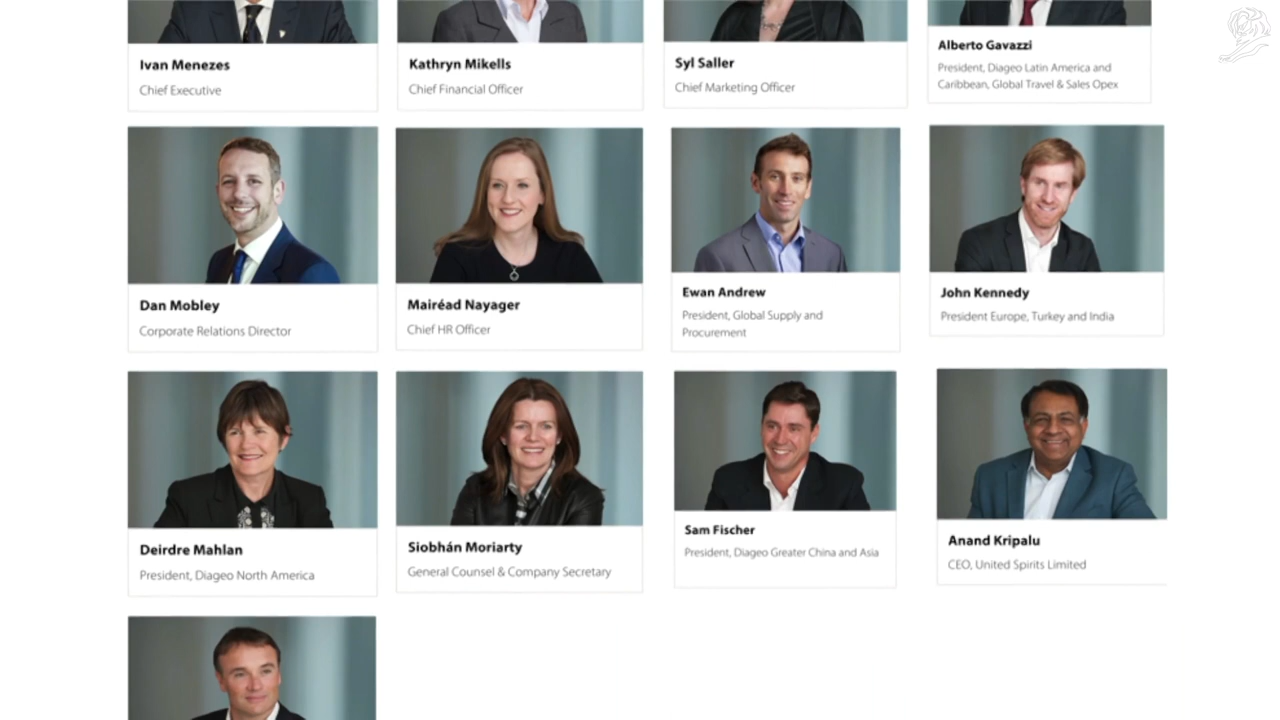 Ivan Menezes
Chief Executive
Kathryn Mikells
Chief Financial Officer
Syl Saller
Chief Marketing Officer
Alberto Gavazzi
President, Diageo Latin America and
Caribbean, Global Travel & Sales Opex
Dan Mobley
Corporate Relations Director
Mairéad Nayager
Chief HR Officer
Ewan Andrew
President, Global Supply and
Procurement
John Kennedy
President Europe, Turkey and India
Deirdre Mahlan
President, Diageo North America
Siobhán Moriarty
General Counsel & Company Secretary
Sam Fischer
President, Diageo Greater China and Asia
Anand Kripalu
CEO, United Spirits Limited